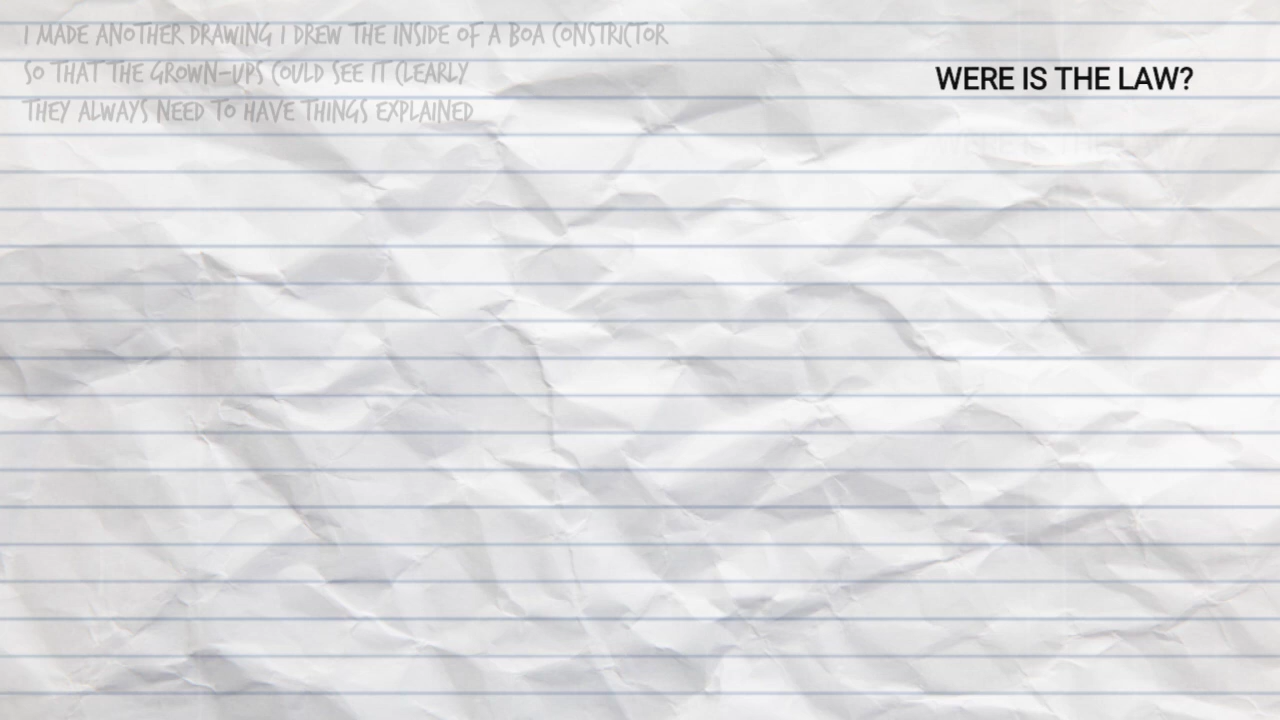 I MADE ANOTHER DRAWING I DREW THE INSIDE OF A BOA CONSTRICTOR
SO THAT THE GROWN-UPS COULD SEE IT CLEARLY
THEY ALWAYS NEED TO HAVE THINGS EXPLAINED
WERE IS THE LAW?